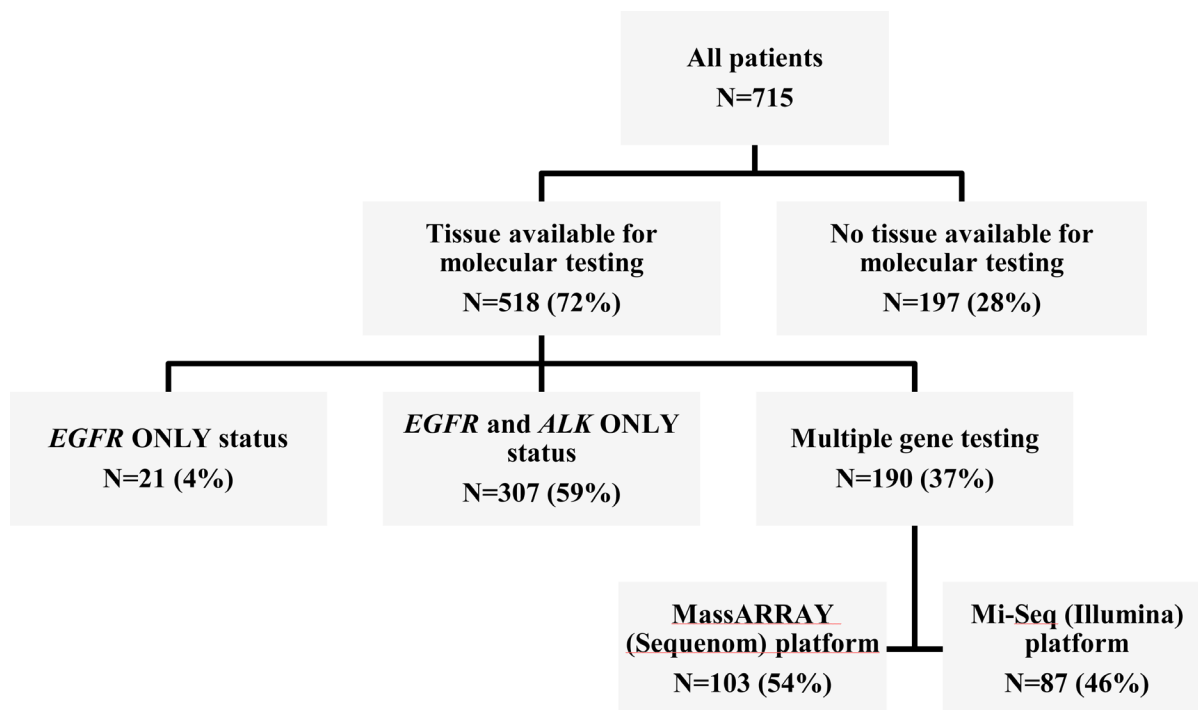 All patients
N=715
Tissue available for
molecular testing
N=518 (72%)
No tissue available for
molecular testing
N=197 (28%)
EGFR ONLY status
N=21 (4%)
EGFR and ALK ONLY
status
N=307 (59%)
Multiple gene testing
N=190 (37%)
MassARRAY
(Sequenom) platform
N=103 (54%)
Mi-Seq (Illumina)
platform
N=87 (46%)